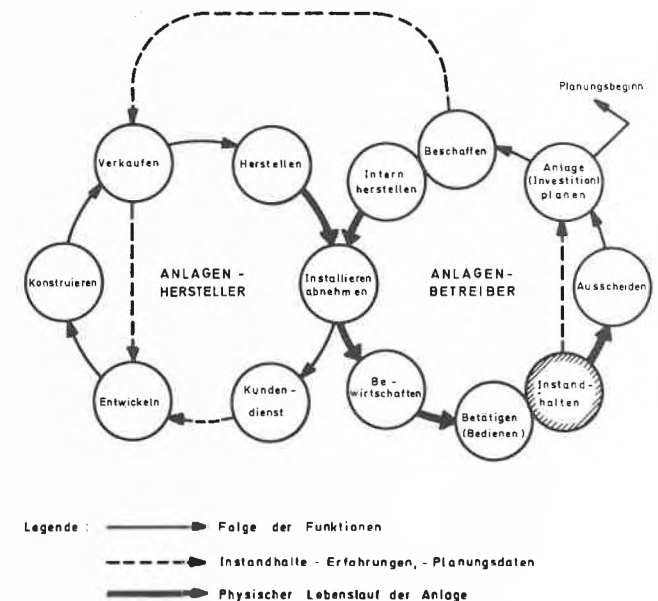 Planungsbeginn
Verkaufen
Herstellen
Intern
herstellen
Beschaffen
Anlage
(Investition)
planen
Konstruieren
ANLAGEN -
HERSTELLER
Installieren
abnehmen
ANLAGEN-
BETREIBER
Ausscheiden
Entwickeln
Kunden-
dienst
Be -
wirtschaften
Betätigen
(Bedienen)
Instand-
halten
Legende :
Folge der Funktionen
Instandhalte - Erfahrungen, - Planungsdaten
Physischer Lebenslauf der Anlage